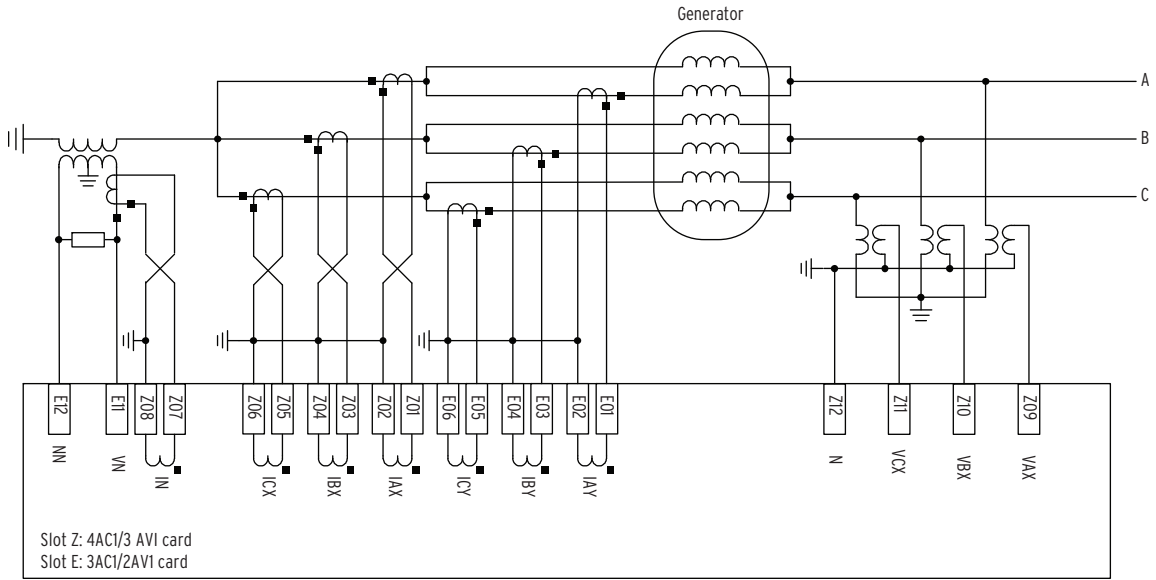 Generator
A
B
C
E12
E11
Z08
Z07
Z06
Z05
Z04
Z03
Z02
Z01
E06
E05
E04
E03
E02
E01
Z12
Z11
Z10
Z09
NN
VN
IN
ICX
IBX
IAX
ICY
IBY
IAY
N
VCX
VBX
VAX
Slot Z: 4AC1/3 AVI card
Slot E: 3AC1/2AV1 card